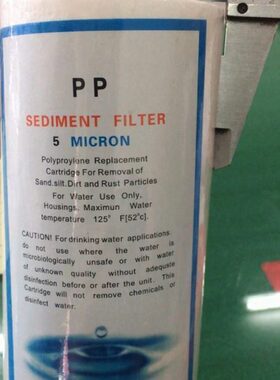 PP
SEDIMENT FILTER
5 MICRON
Polyproylene Replacement
Cartridge For Removal of
Sand.silt.Dirt and Rust Particles
For Water Use Only.
Housings. Maximun Water
temperature 125° F[52°c].
CAUTION! For drinking water applications.
do not use where the water is
microbiologically unsafe or with water
of unknown quality without adequate
disinfection before or after the unit. This
Cartridge will not remove chemicals or
disinfect water.